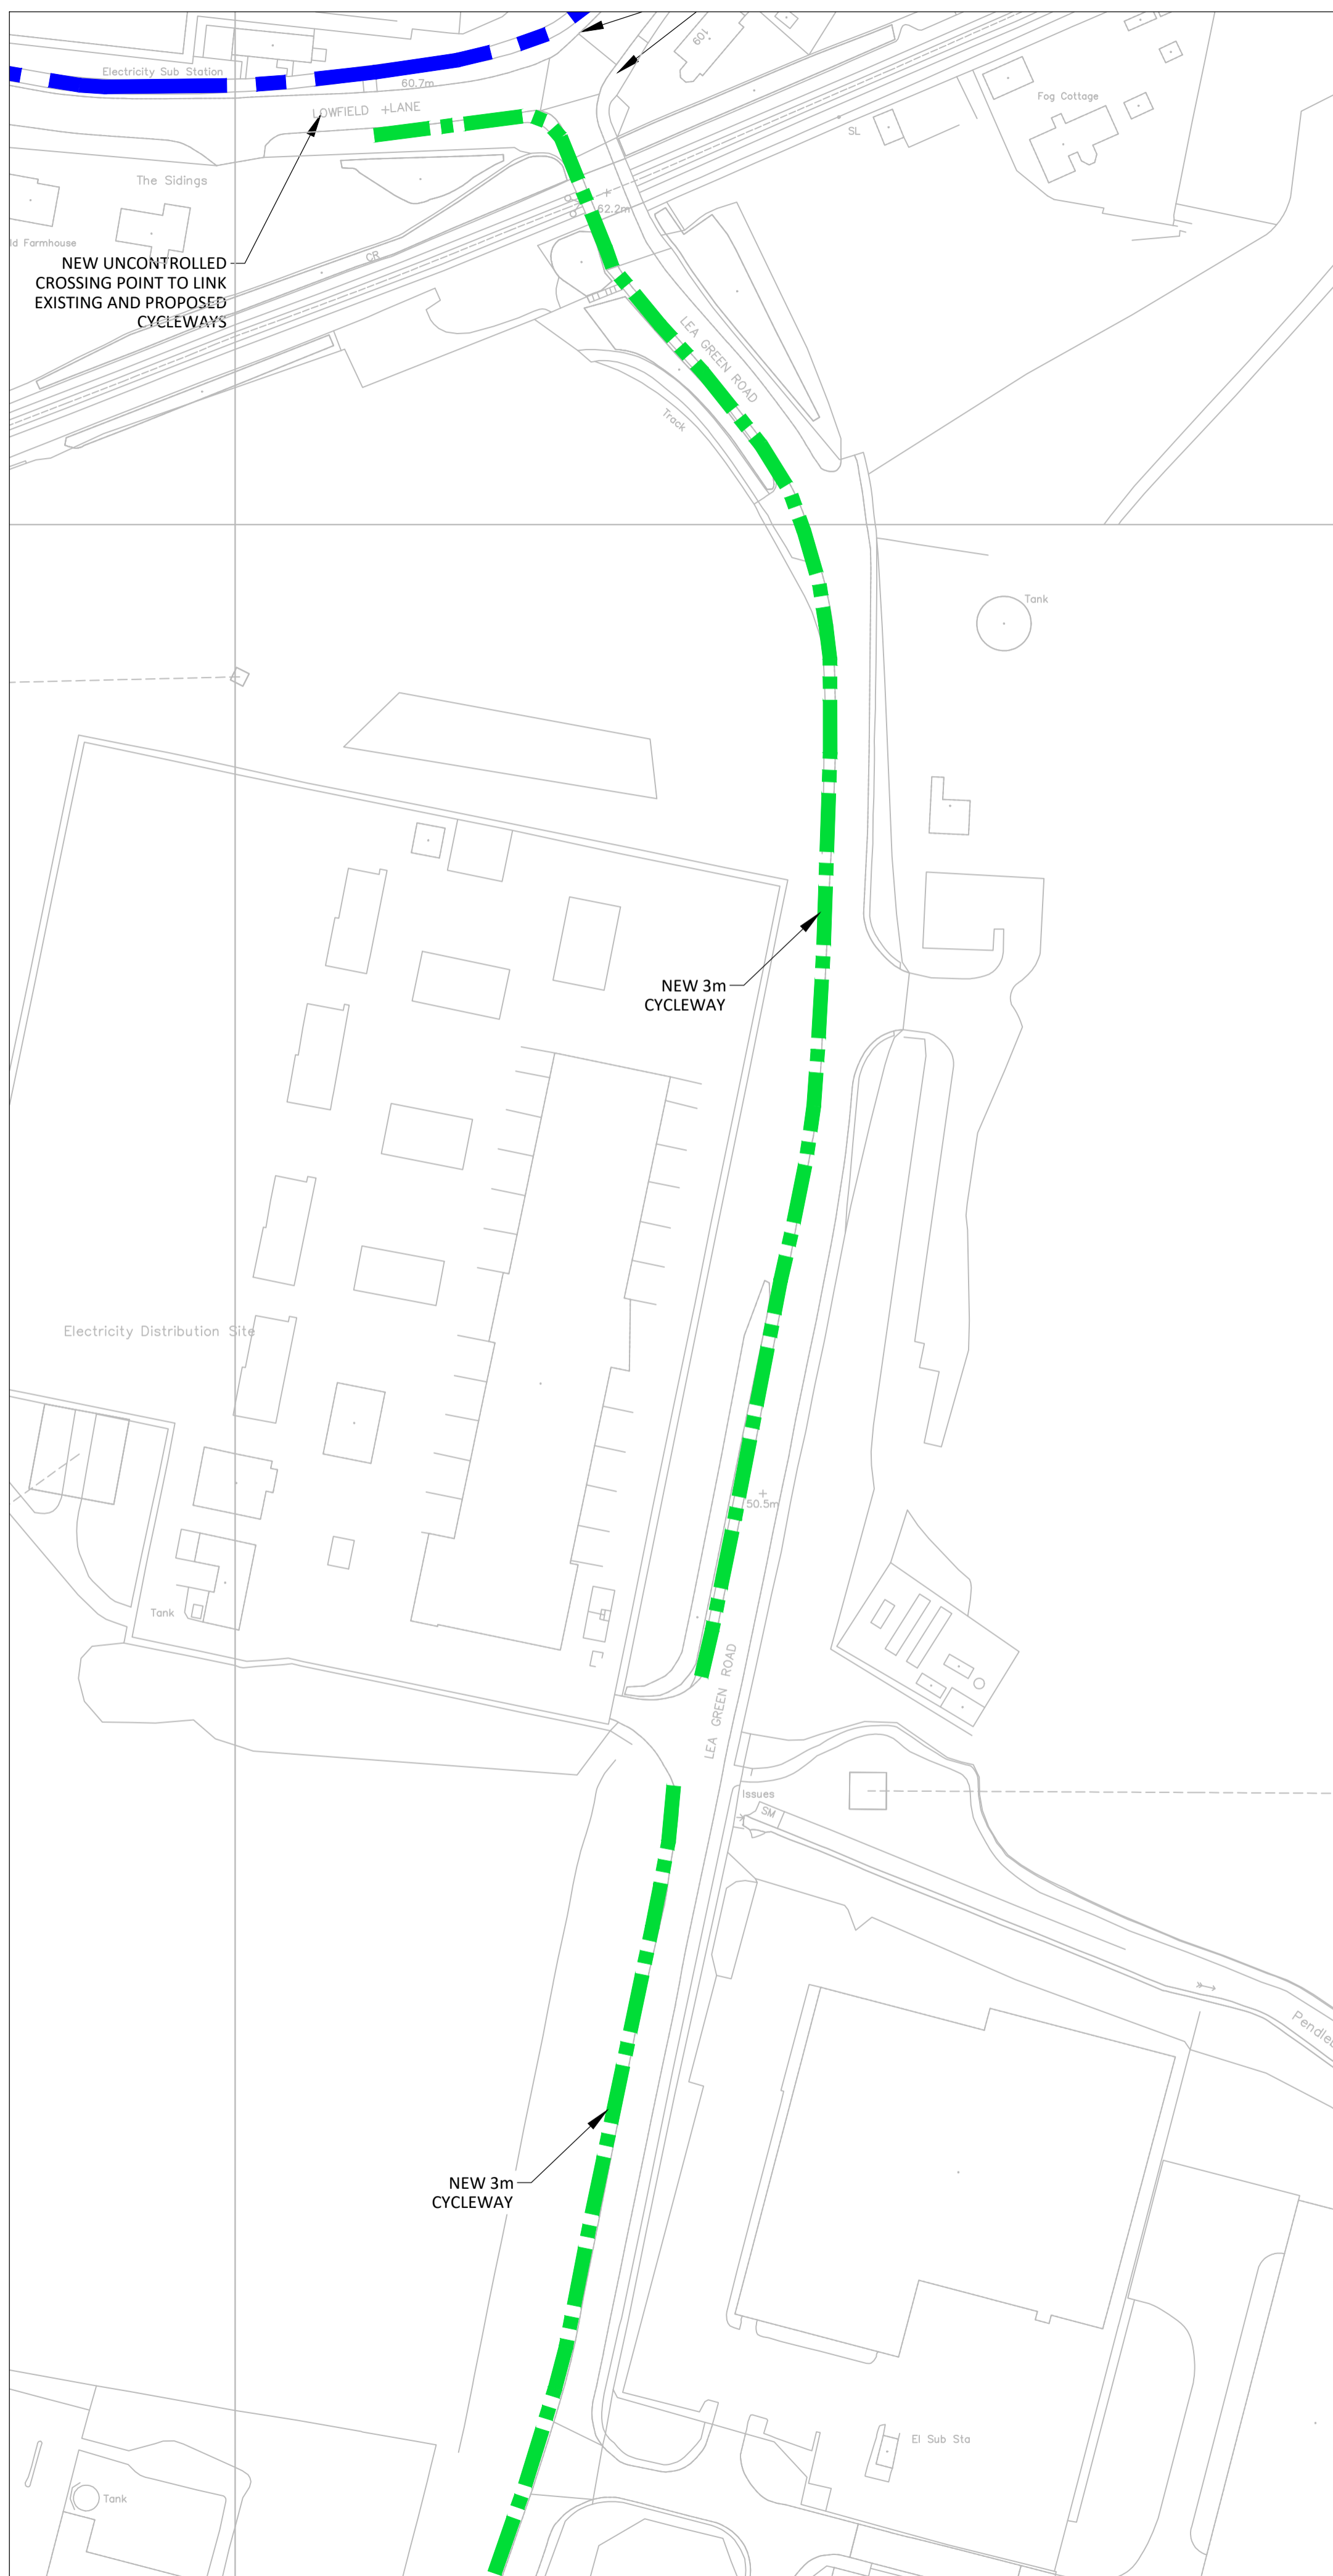 109
Electricity Sub Station
60.7m
Fog Cottage
LOWFIELD LANE
SL
The Sidings
62.2m
ld Farmhouse
CR
NEW UNCONTROLLED
CROSSING POINT TO LINK
EXISTING AND PROPOSED
CYCLEWAYS
LEA GREEN ROAD
Track
Tank
NEW 3m
CYCLEWAY
Electricity Distribution Site
50.5m
Tank
LEA GREEN ROAD
Issues
SM
Pendle
NEW 3m
CYCLEWAY
El Sub Sta
Tank